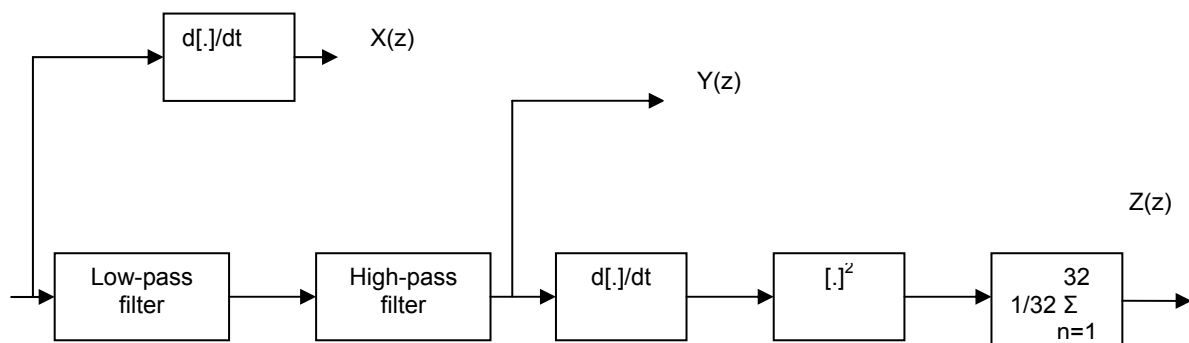 d[.]/dt
X(z)
Y(z)
Z(z)
Low-pass
filter
High-pass
filter
d[.]/dt
[.]²
32
1/32 Σ
n=1